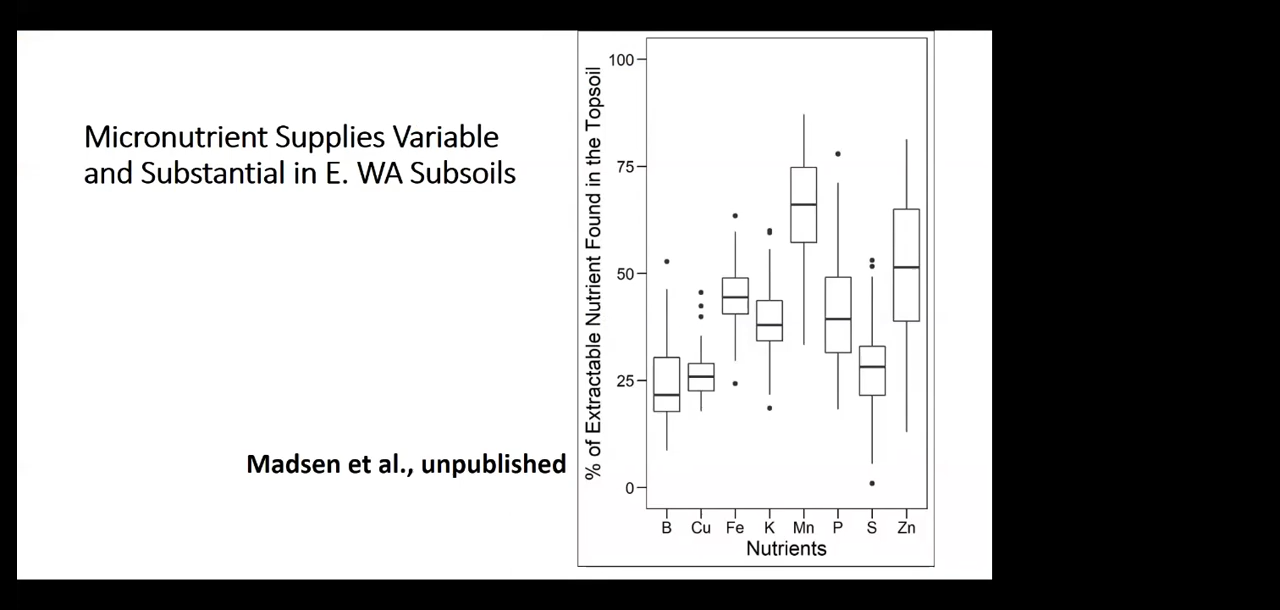 Micronutrient Supplies Variable
and Substantial in E. WA Subsoils
Madsen et al., unpublished
% of Extractable Nutrient Found in the Topsoil
100
75
50
25
0
B Cu Fe K Mn P S Zn
Nutrients